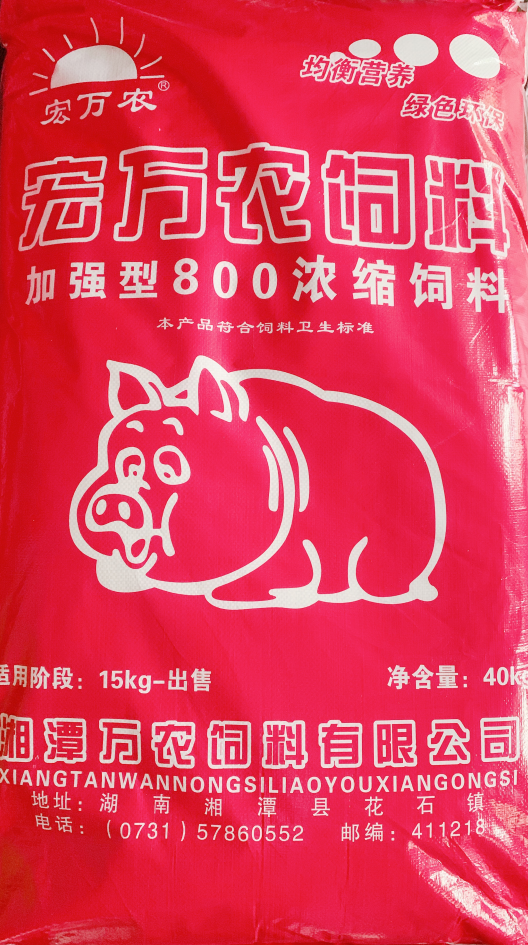 宏万农®
均衡营养
绿色环保
宏万农饲料
加强型800浓缩饲料
本产品符合饲料卫生标准
适用阶段：15kg-出售 净含量：40kg
湘潭万农饲料有限公司
XIANGTANWANNONGSILIAOYOUXIANGONGSI
地址：湖南湘潭县花石镇
电话：（0731）57860552 邮编：411218